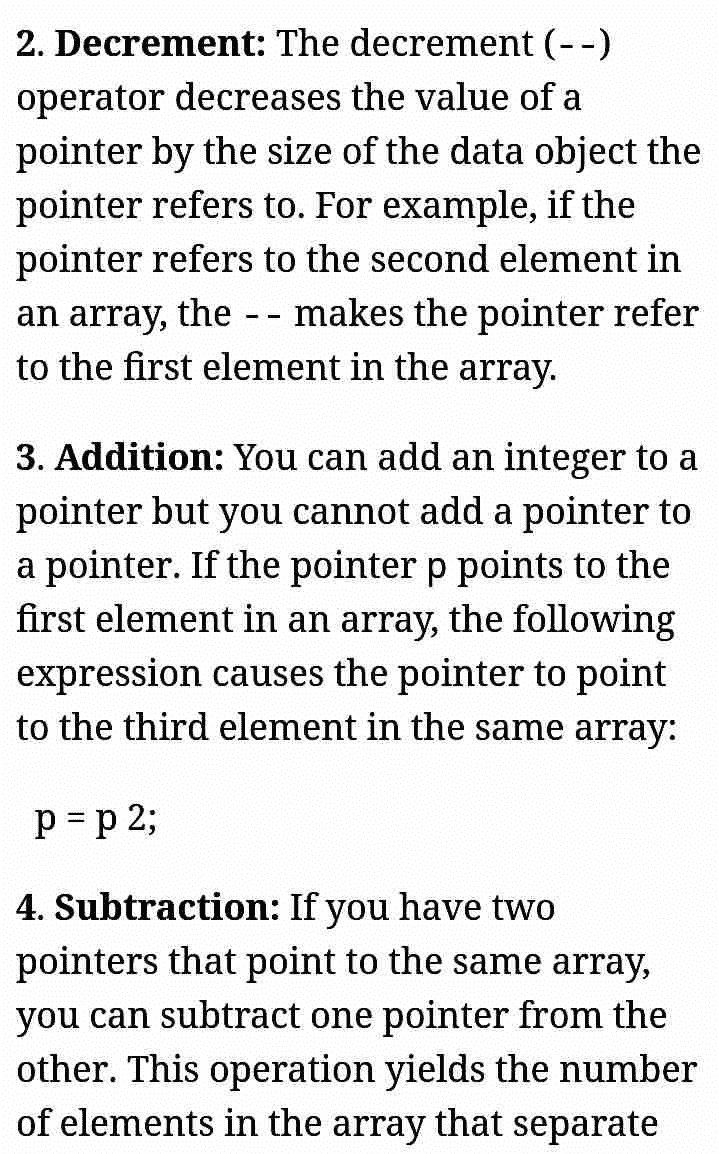 2. Decrement: The decrement (--)
operator decreases the value of a
pointer by the size of the data object the
pointer refers to. For example, if the
pointer refers to the second element in
an array, the -- makes the pointer refer
to the first element in the array.
3. Addition: You can add an integer to a
pointer but you cannot add a pointer to
a pointer. If the pointer p points to the
first element in an array, the following
expression causes the pointer to point
to the third element in the same array:
p = p 2;
4. Subtraction: If you have two
pointers that point to the same array,
you can subtract one pointer from the
other. This operation yields the number
of elements in the array that separate